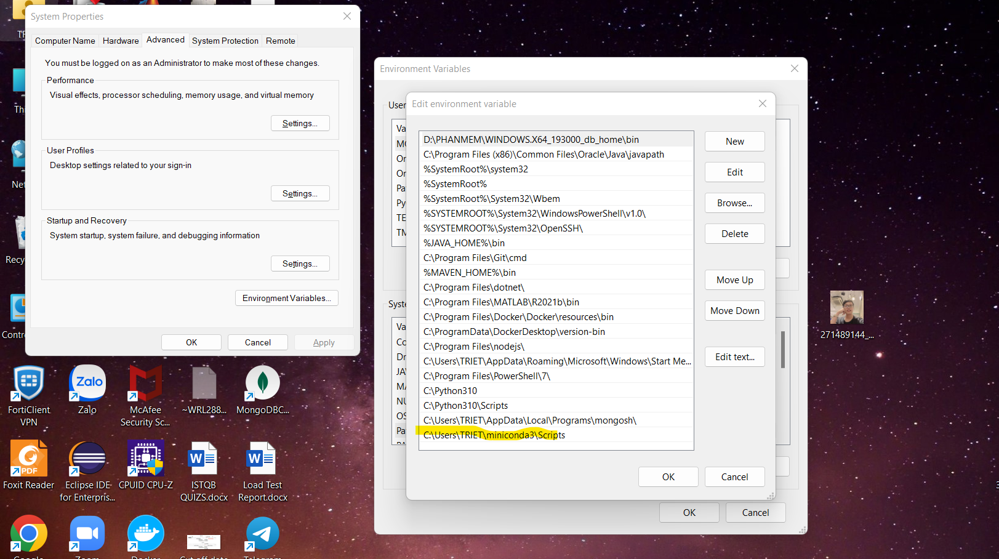 System Properties
Computer Name
Hardware
Advanced
System Protection
Remote
You must be logged on as an Administrator to make most of these changes.
Performance
Visual effects, processor scheduling, memory usage, and virtual memory
Settings...
User Profiles
Desktop settings related to your sign-in
Settings...
Startup and Recovery
System startup, system failure, and debugging information
Settings...
Environment Variables...
OK
Cancel
Apply
Environment Variables
User
Va
Or
Or
Pa
Py
TE
TM
Syste
Va
Co
Dr
JA
MA
NU
OS
Pa
OK
Cancel
Edit environment variable
D:\PHANMEM\WINDOWS.X64_193000_db_home\bin
C:\Program Files (x86)\Common Files\Oracle\Java\javapath
%SystemRoot%\system32
%SystemRoot%
%SystemRoot%\System32\Wbem
%SYSTEMROOT%\System32\WindowsPowerShell\v1.0\
%SYSTEMROOT%\System32\OpenSSH\
%JAVA_HOME%\bin
C:\Program Files\Git\cmd
%MAVEN_HOME%\bin
C:\Program Files\dotnet\
C:\Program Files\MATLAB\R2021b\bin
C:\Program Files\Docker\Docker\resources\bin
C:\ProgramData\DockerDesktop\version-bin
C:\Program Files\nodejs\
C:\Users\TRIET\AppData\Roaming\Microsoft\Windows\Start Me...
C:\Program Files\PowerShell\7\
C:\Python310
C:\Python310\Scripts
C:\Users\TRIET\AppData\Local\Programs\mongosh\
C:\Users\TRIET\miniconda3\Scripts
New
Edit
Browse...
Delete
Move Up
Move Down
Edit text...
OK
Cancel
271489144_...
Thi
Net
Recy
Contro
FortiClient
VPN
Zalo
Zalo
McAfee
Security Sc...
~WRL288...
MongoDBC...
PDF
Foxit Reader
Eclipse IDE
for Enterpris...
CPUID CPU-Z
W
ISTQB
QUIZS.docx
W
Load Test
Report.docx
Google
Zoom
Docker
Cut off date
Telegram